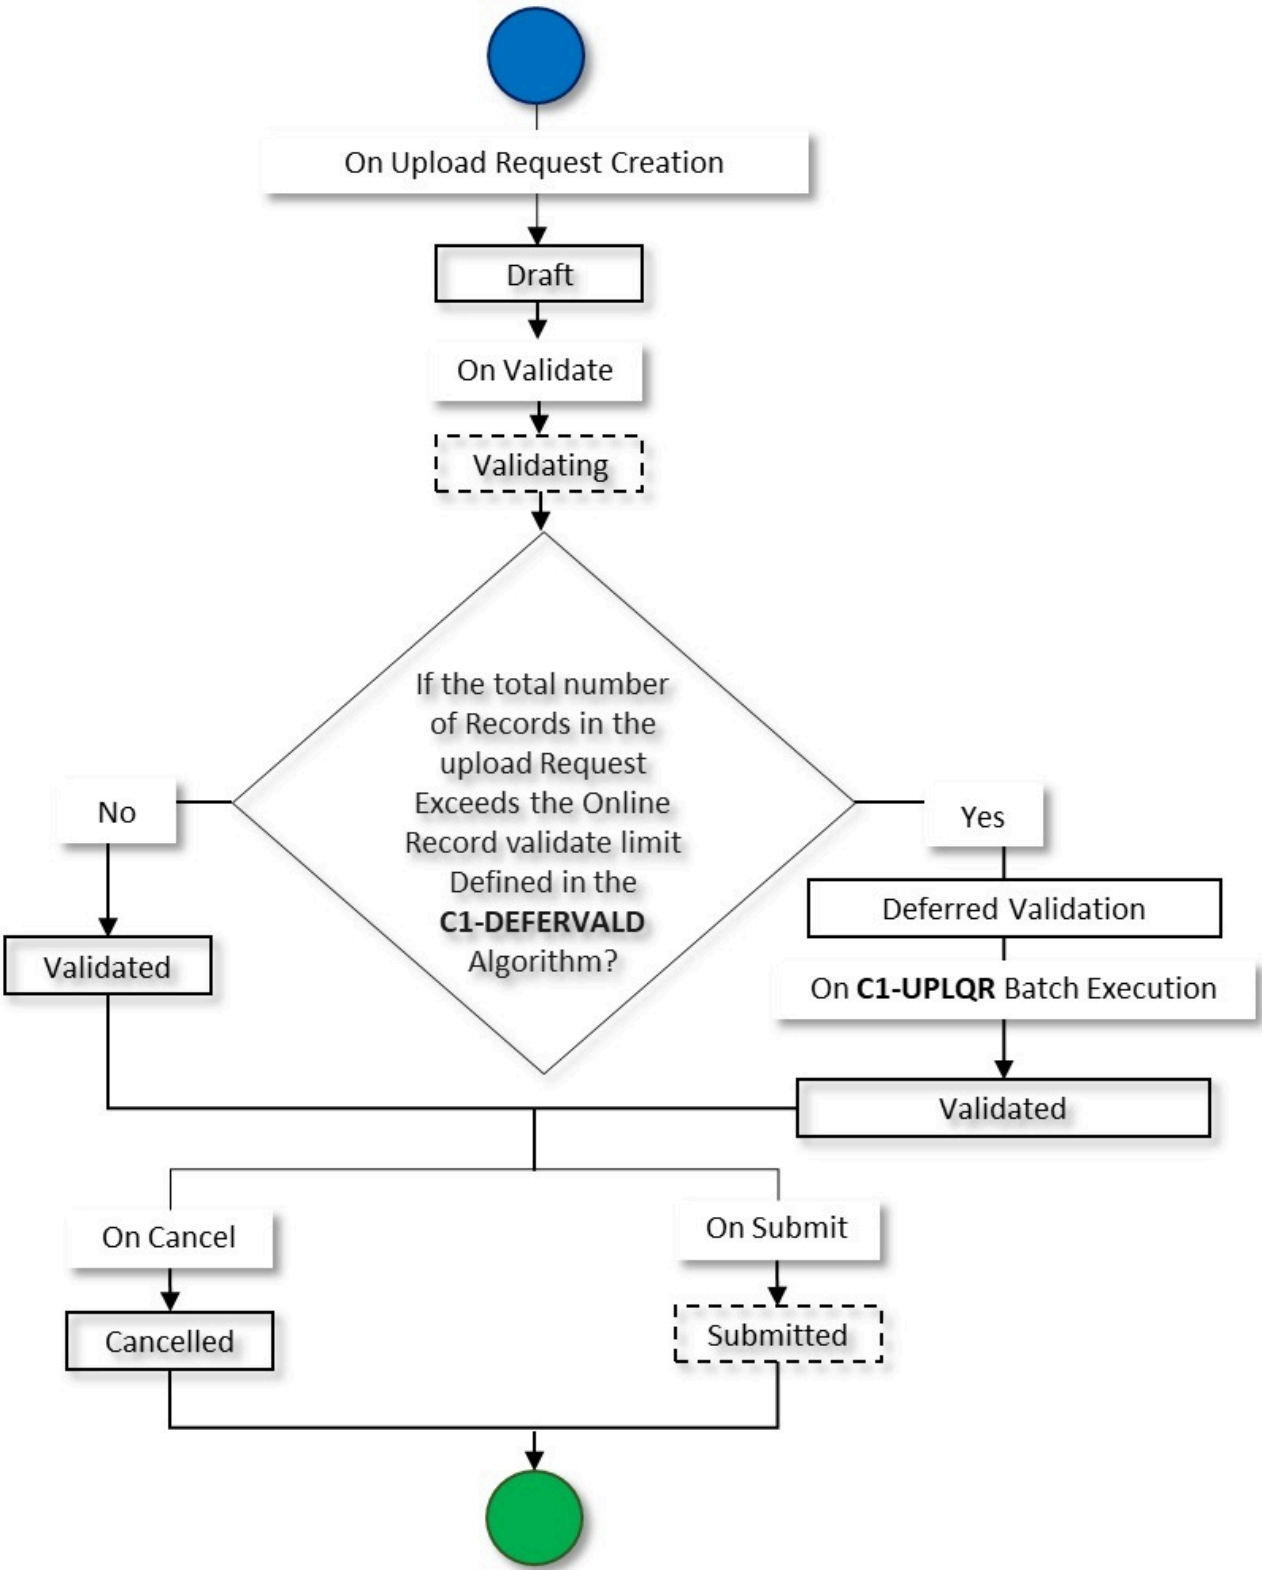 On Upload Request Creation
Draft
On Validate
Validating
If the total number
of Records in the
upload Request
Exceeds the Online
Record validate limit
Defined in the
C1-DEFERVALD
Algorithm?
No
Yes
Validated
Deferred Validation
On C1-UPLQR Batch Execution
Validated
On Cancel
On Submit
Cancelled
Submitted